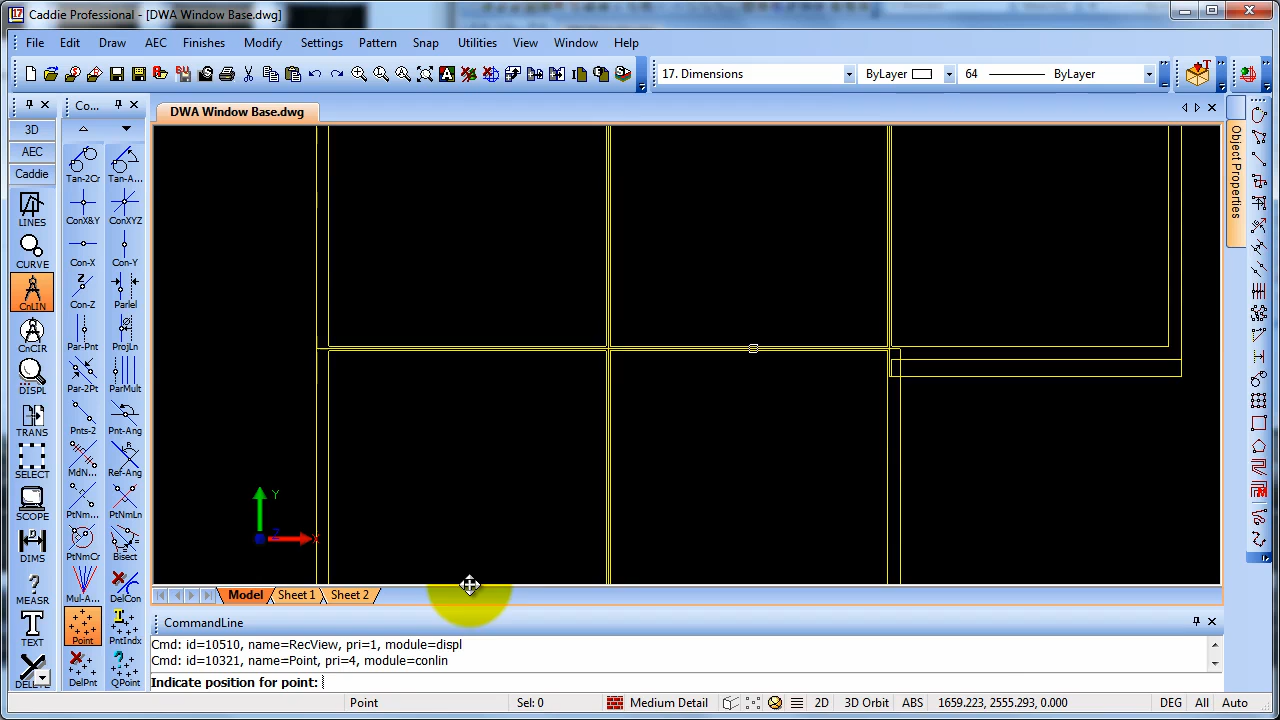 17 Caddie Professional - [DWA Window Base.dwg]
File Edit Draw AEC Finishes Modify Settings Pattern Snap Utilities View Window Help
17. Dimensions ByLayer 64 ByLayer
Co...
DWA Window Base.dwg
3D
AEC
Caddie
LINES
CURVE
CnLIN
CnCIR
DISPL
TRANS
SELECT
SCOPE
DIMS
MEASR
TEXT
DELETE
Tan-2Cr Tan-A...
ConX&Y ConXYZ
Con-X Con-Y
Con-Z Parlel
Par-Pnt ProjLn
Par-2Pt ParMult
Pnts-2 Pnt-Ang
MdN... Ref-Ang
PtNm... PtNmLn
PtNmCr Bisect
Mul-A... DelCon
Point PntIndx
DelPnt QPoint
Object Properties
Y
Z X
Model Sheet 1 Sheet 2
CommandLine
Cmd: id=10510, name=RecView, pri=1, module=displ
Cmd: id=10321, name=Point, pri=4, module=conlin
Indicate position for point:
Point Sel: 0 Medium Detail 2D 3D Orbit ABS 1659.223, 2555.293, 0.000 DEG All Auto